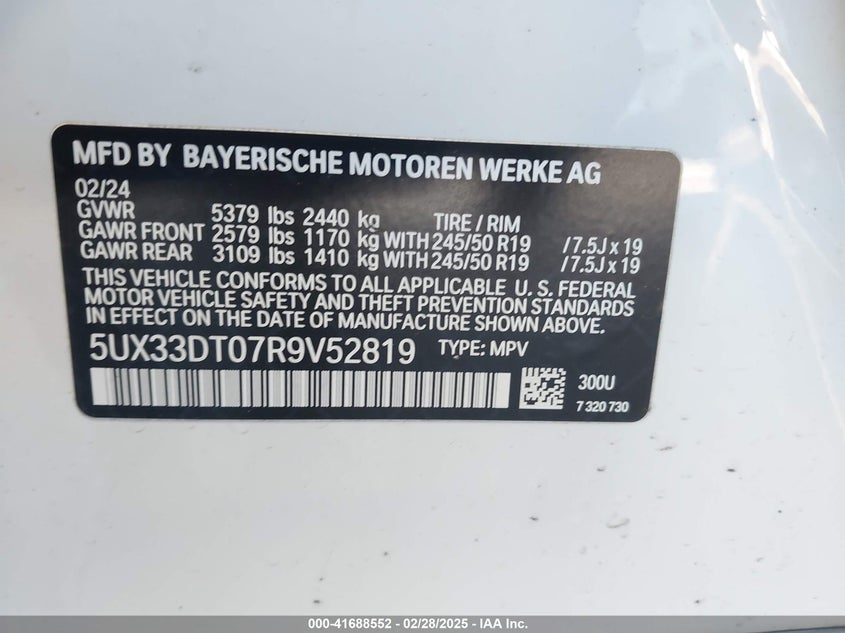 MFD BY BAYERISCHE MOTOREN WERKE AG
02/24
GVWR 5379 lbs 2440 kg TIRE / RIM
GAWR FRONT 2579 lbs 1170 kg WITH 245/50 R19 / 7.5J x 19
GAWR REAR 3109 lbs 1410 kg WITH 245/50 R19 / 7.5J x 19
THIS VEHICLE CONFORMS TO ALL APPLICABLE U. S. FEDERAL
MOTOR VEHICLE SAFETY AND THEFT PREVENTION STANDARDS
IN EFFECT ON THE DATE OF MANUFACTURE SHOWN ABOVE.
5UX33DT07R9V52819 TYPE: MPV
300U
7 320 730
000-41688552 - 02/28/2025 - IAA Inc.